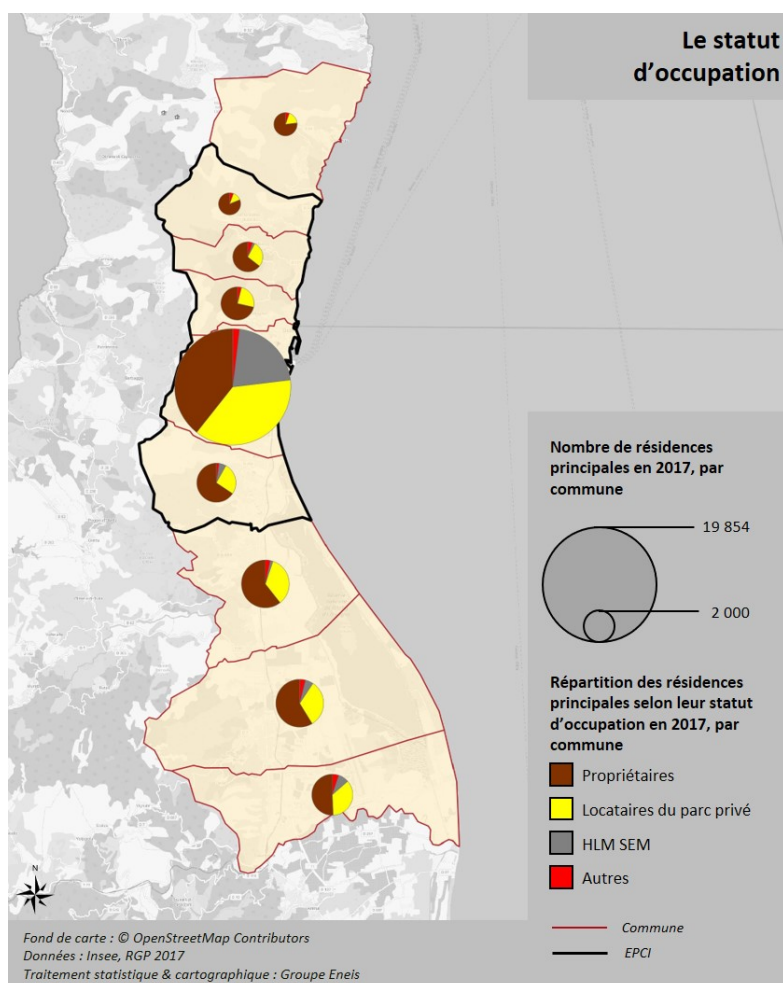 Le statut
d’occupation
Nombre de résidences
principales en 2017, par
commune
19 854
2 000
Répartition des résidences
principales selon leur statut
d’occupation en 2017, par
commune
Propriétaires
Locataires du parc privé
HLM SEM
Autres
Commune
EPCI
N
Fond de carte : © OpenStreetMap Contributors
Données : Insee, RGP 2017
Traitement statistique & cartographique : Groupe Eneis